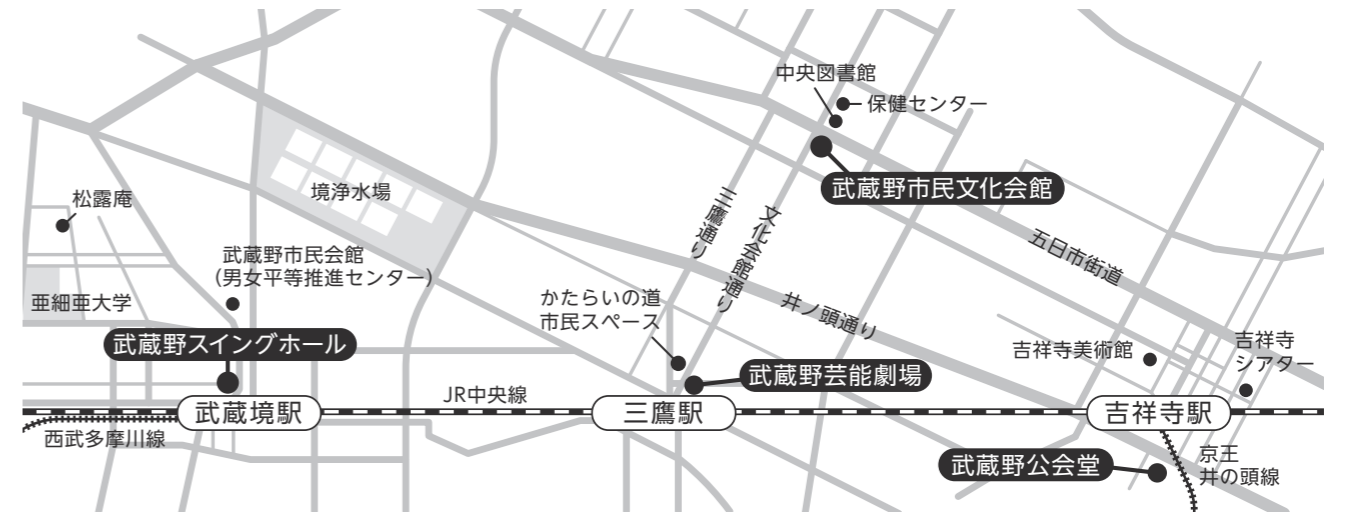 中央図書館
保健センター
武蔵野市民文化会館
境浄水場
松露庵
三鷹通り
文化会館通り
五日市街道
武蔵野市民会館
(男女平等推進センター)
亜細亜大学
かたらいの道
市民スペース
井ノ頭通り
武蔵野スイングホール
吉祥寺美術館
吉祥寺
シアター
武蔵野芸能劇場
JR中央線
武蔵境駅
三鷹駅
吉祥寺駅
西武多摩川線
武蔵野公会堂
京王
井の頭線